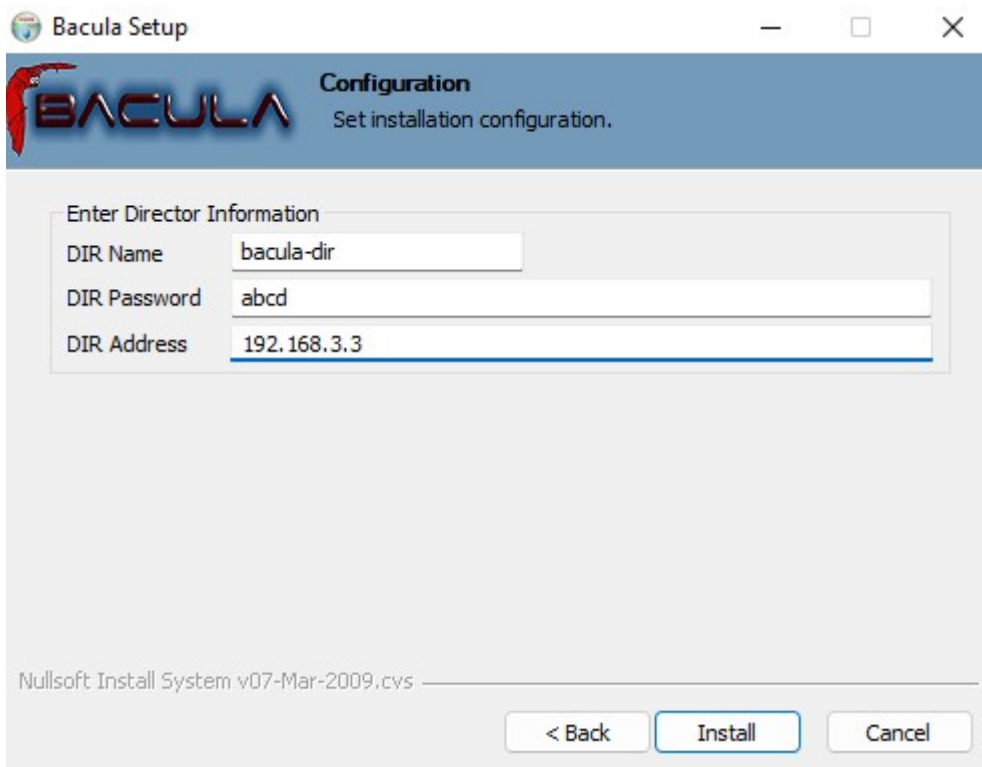 Bacula Setup
BACULA
Configuration
Set installation configuration.
Enter Director Information
DIR Name bacula-dir
DIR Password abcd
DIR Address 192.168.3.3
Nullsoft Install System v07-Mar-2009.cvs
< Back Install Cancel